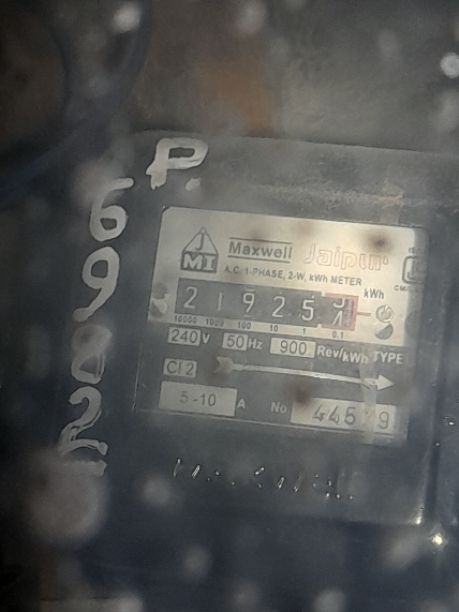 P.
6982
J
MI
Maxwell Jaipur
A.C. 1-PHASE, 2-W, kWh METER
kWh
2 1 9 2 5
10000 1000 100 10 1 0.1
240 V 50 Hz 900 Rev/kWh TYPE
Cl 2
5-10 A No